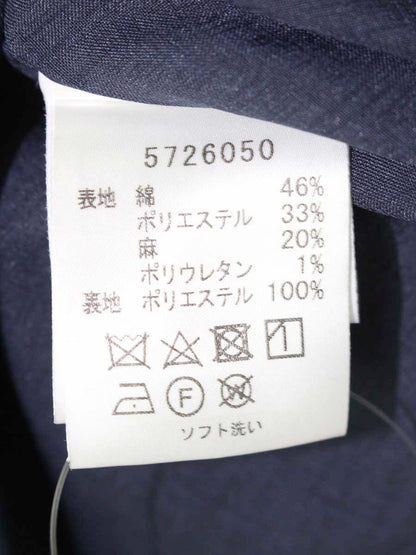 5726050
表地 綿 46%
ポリエステル 33%
麻 20%
ポリウレタン 1%
裏地 ポリエステル 100%
F W
ソフト洗い